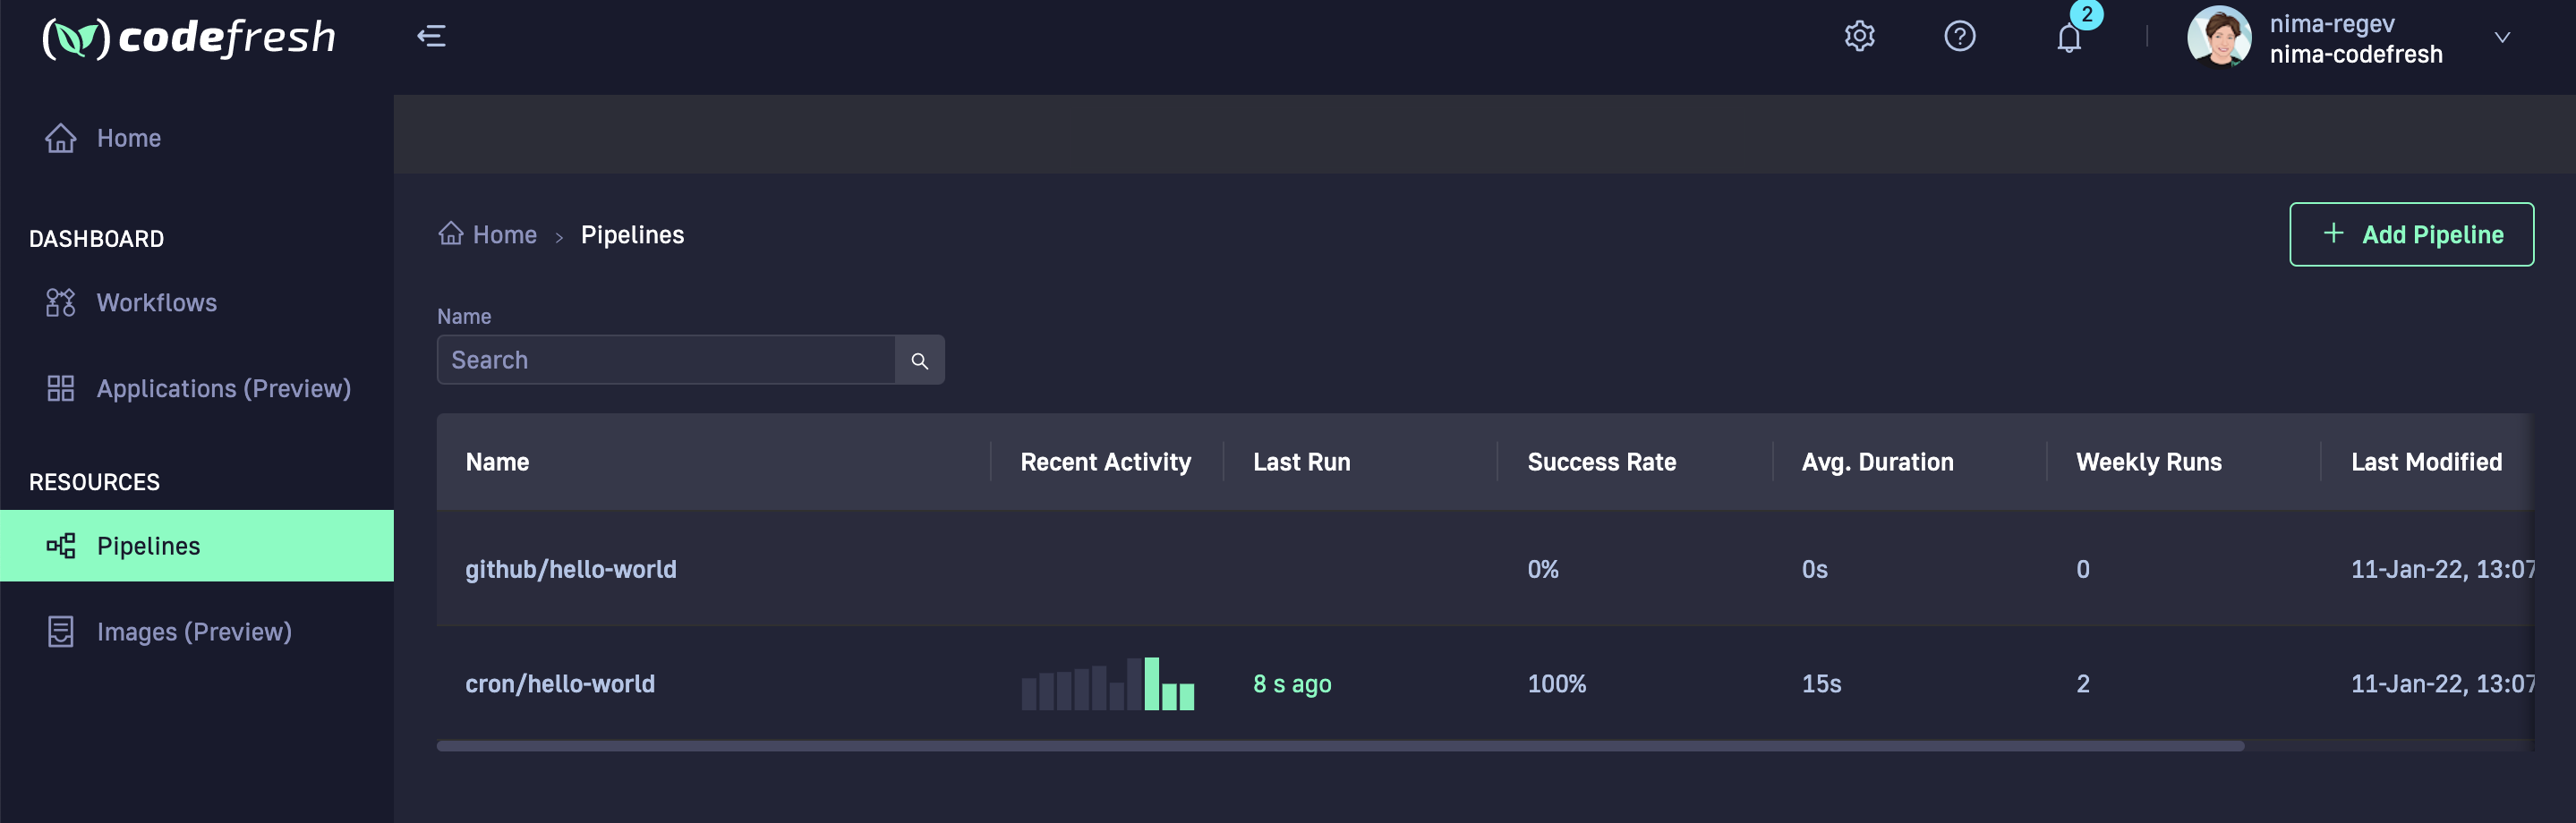 codefresh
2
nima-regev
nima-codefresh
Home
DASHBOARD
Workflows
Applications (Preview)
RESOURCES
Pipelines
Images (Preview)
Home > Pipelines
+ Add Pipeline
Name
Search
Name Recent Activity Last Run Success Rate Avg. Duration Weekly Runs Last Modified
github/hello-world 0% 0s 0 11-Jan-22, 13:07
cron/hello-world 8 s ago 100% 15s 2 11-Jan-22, 13:07